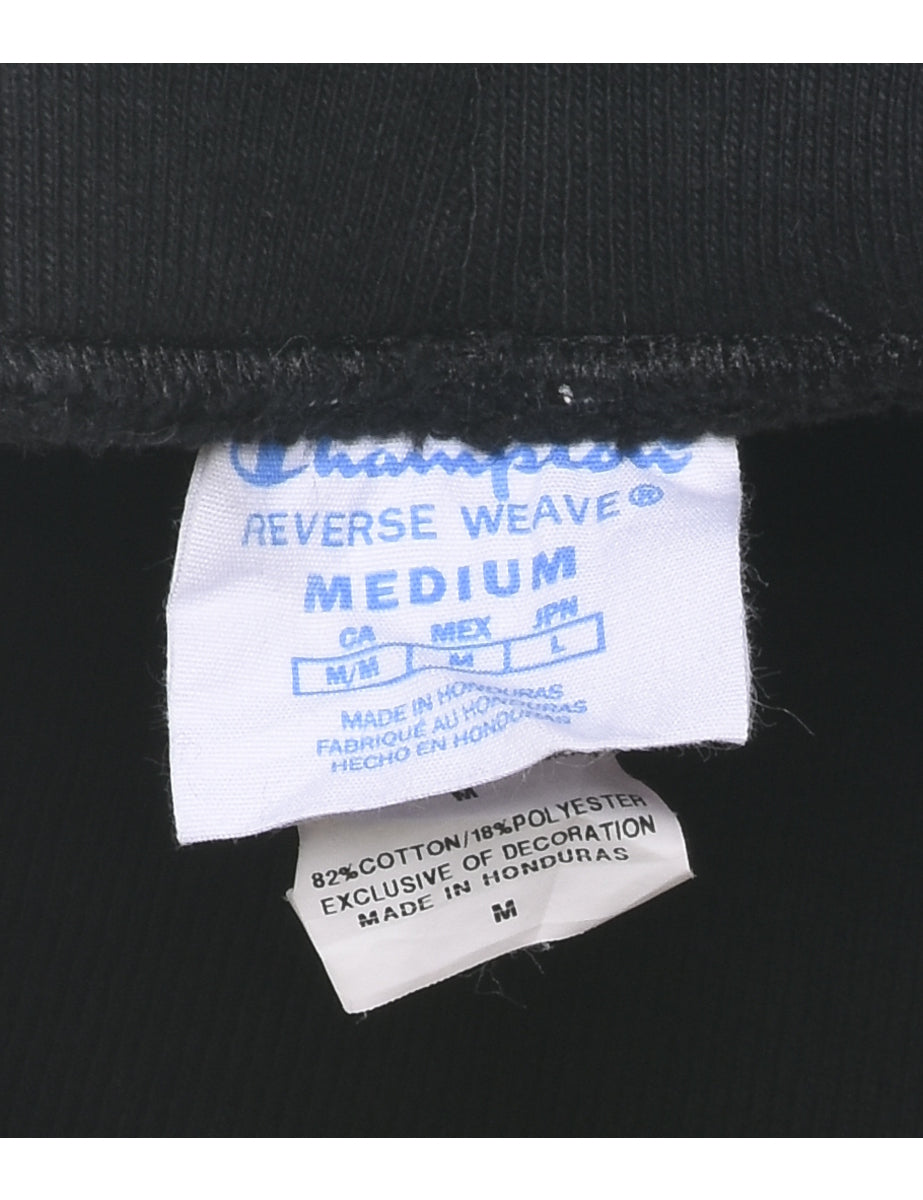 Champion
REVERSE WEAVE®
MEDIUM
CA MEX JPN
M/M M L
MADE IN HONDURAS
FABRIQUÉ AU HONDURAS
HECHO EN HONDURAS
M
82%COTTON/18%POLYESTER
EXCLUSIVE OF DECORATION
MADE IN HONDURAS
M